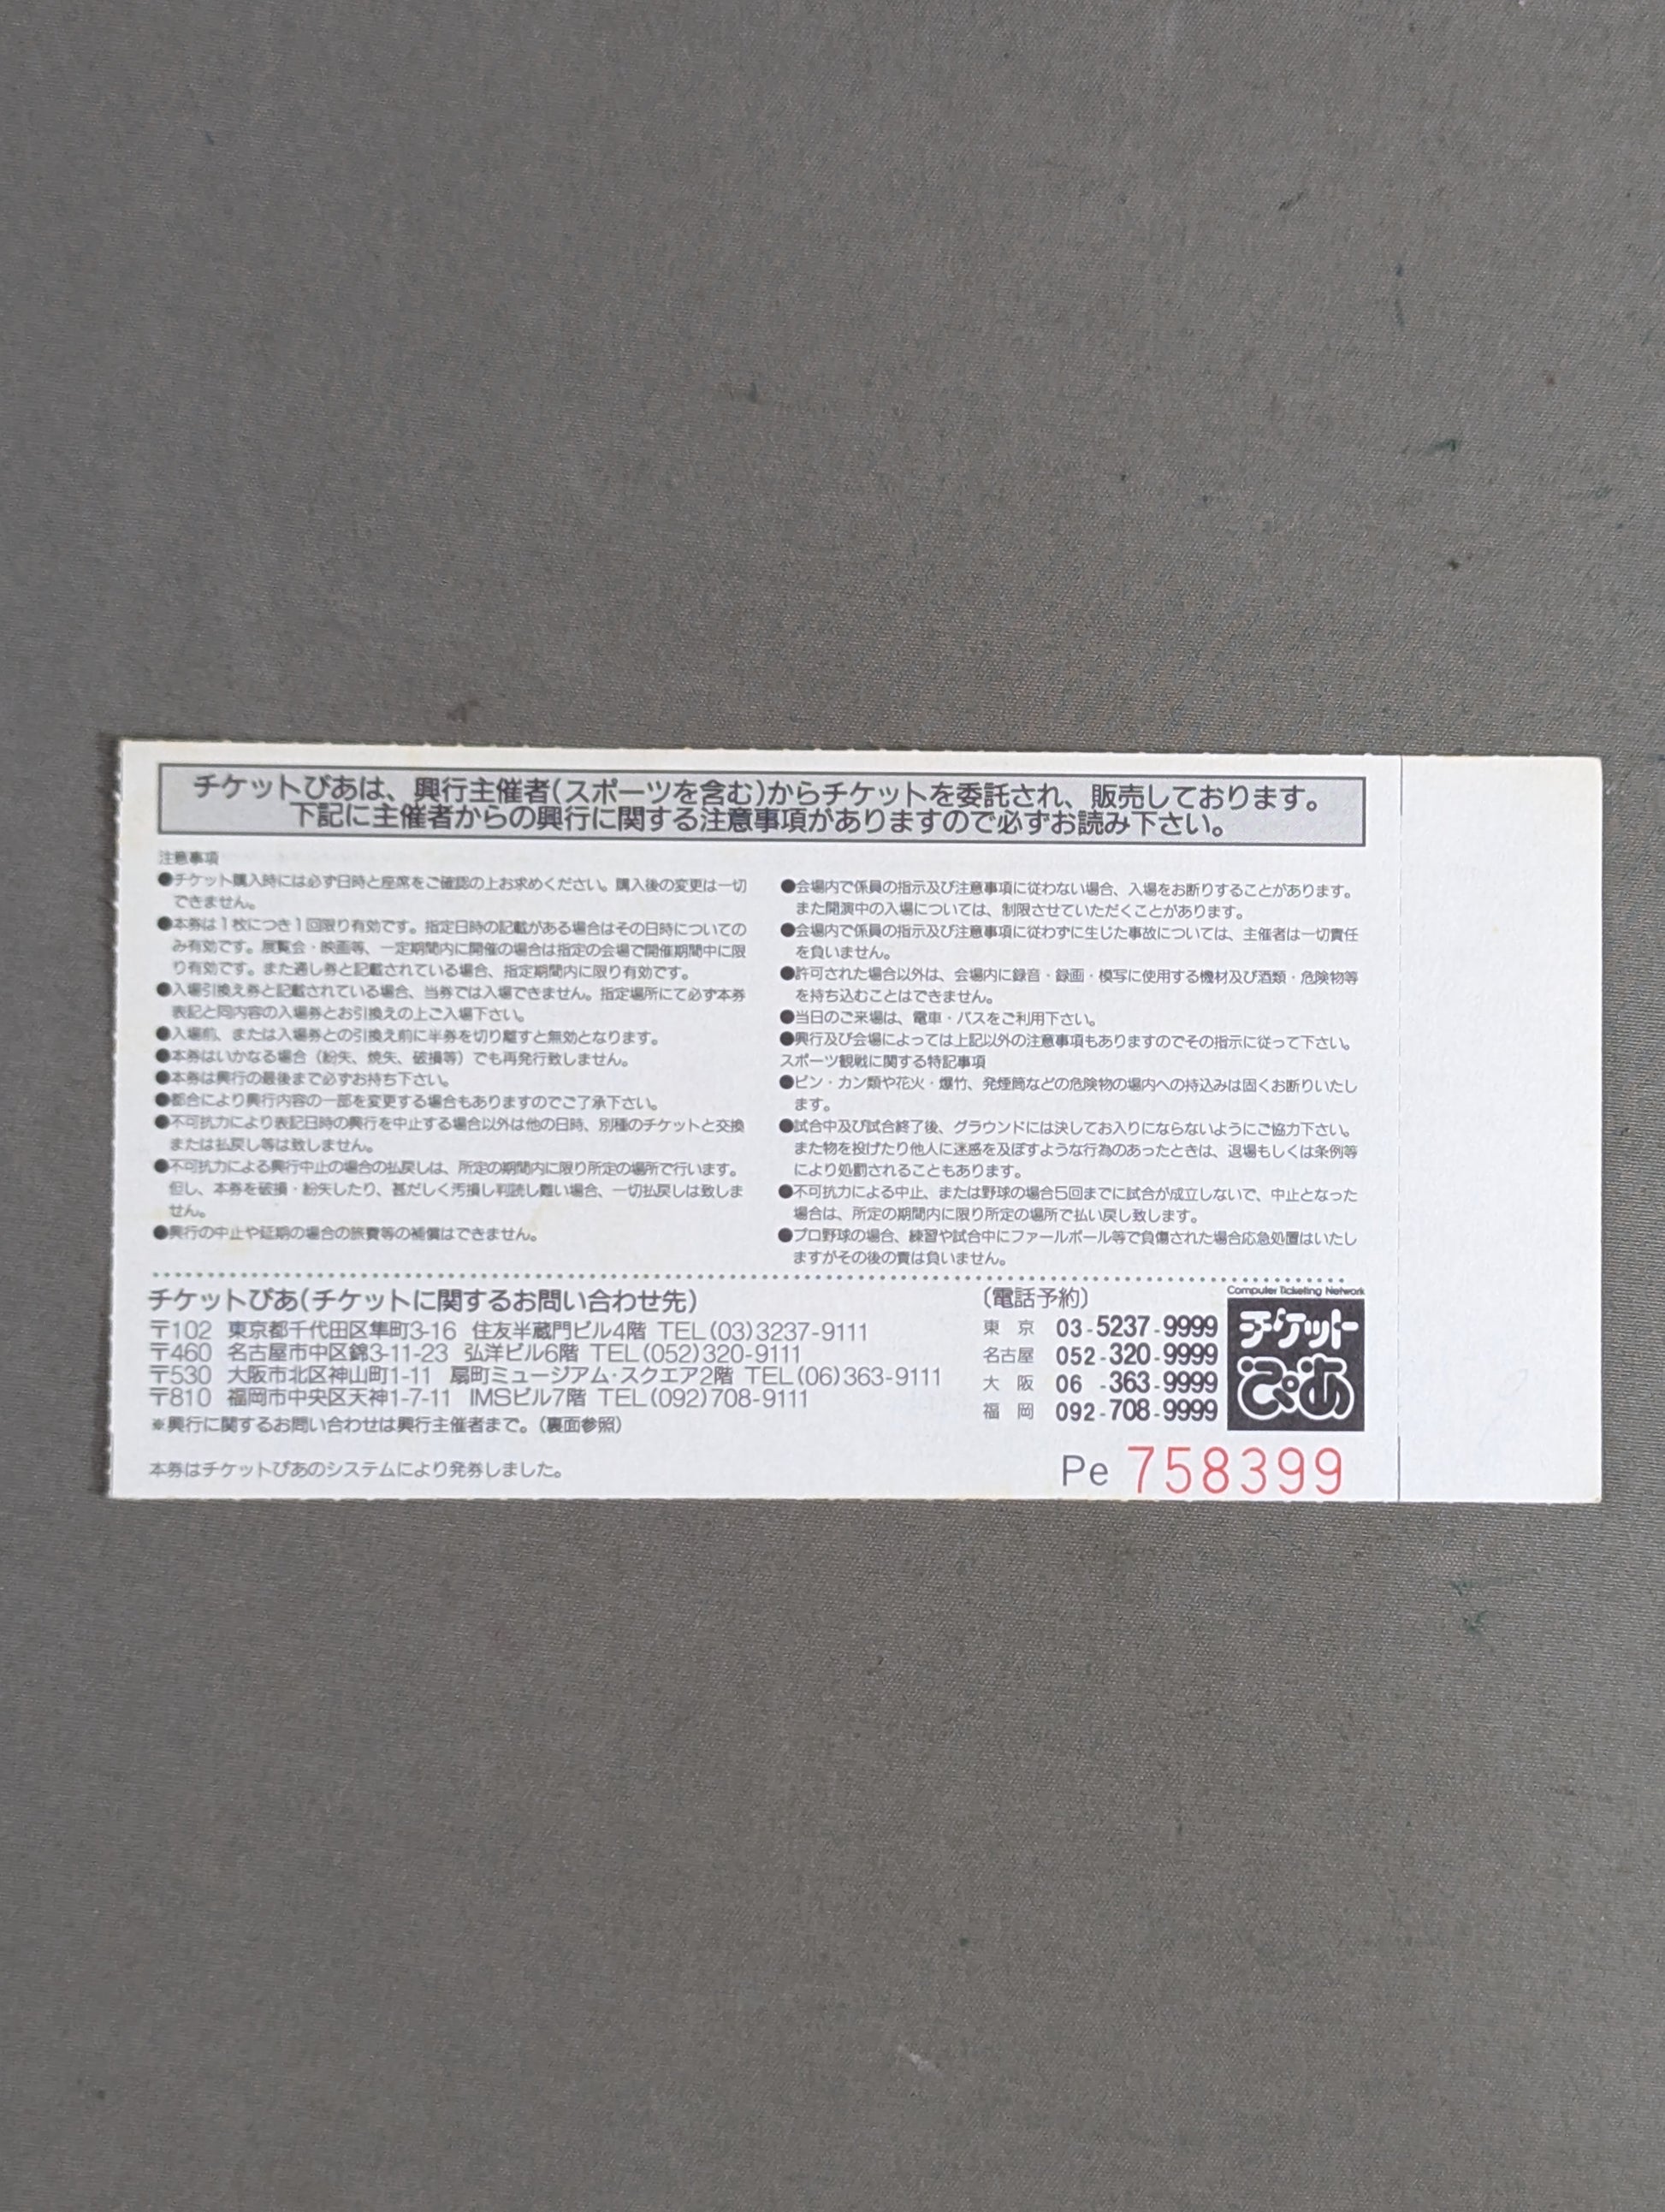 チケットぴあは、興行主催者(スポーツを含む)からチケットを委託され、販売しております。
下記に主催者からの興行に関する注意事項がありますので必ずお読み下さい。
注意事項
●チケット購入時には必ず日時と座席をご確認の上お求めください。購入後の変更は一切
できません。
●本券は1枚につき1回限り有効です。指定日時の記載がある場合はその日時についての
み有効です。展覧会・映画等、一定期間内に開催の場合は指定の会場で開催期間中に限
り有効です。また通し券と記載されている場合、指定期間内に限り有効です。
●入場引換え券と記載されている場合、当券では入場できません。指定場所にて必ず本券
表記と同内容の入場券とお引換えの上ご入場下さい。
●入場前、または入場券との引換え前に半券を切り離すと無効となります。
●本券はいかなる場合（紛失、焼失、破損等）でも再発行致しません。
●本券は興行の最後まで必ずお持ち下さい。
●都合により興行内容の一部を変更する場合もありますのでご了承下さい。
●不可抗力により表記日時の興行を中止する場合以外は他の日時、別種のチケットと交換
または払戻し等は致しません。
●不可抗力による興行中止の場合の払戻しは、所定の期間内に限り所定の場所で行います。
但し、本券を破損・紛失したり、甚だしく汚損し判読し難い場合、一切払戻しは致しま
せん。
●興行の中止や延期の場合の旅費等の補償はできません。
●会場内で係員の指示及び注意事項に従わない場合、入場をお断りすることがあります。
また開演中の入場については、制限させていただくことがあります。
●会場内で係員の指示及び注意事項に従わずに生じた事故については、主催者は一切責任
を負いません。
●許可された場合以外は、会場内に録音・録画・模写に使用する機材及び酒類・危険物等
を持ち込むことはできません。
●当日のご来場は、電車・バスをご利用下さい。
●興行及び会場によっては上記以外の注意事項もありますのでその指示に従って下さい。
スポーツ観戦に関する特記事項
●ビン・カン類や花火・爆竹、発煙筒などの危険物の場内への持込みは固くお断りいたし
ます。
●試合中及び試合終了後、グラウンドには決してお入りにならないようにご協力下さい。
また物を投げたり他人に迷惑を及ぼすような行為のあったときは、退場もしくは条例等
により処罰されることもあります。
●不可抗力による中止、または野球の場合5回までに試合が成立しないで、中止となった
場合は、所定の期間内に限り所定の場所で払い戻し致します。
●プロ野球の場合、練習や試合中にファールボール等で負傷された場合応急処置はいたし
ますがその後の責は負いません。
チケットぴあ(チケットに関するお問い合わせ先)
〒102 東京都千代田区隼町3-16 住友半蔵門ビル4階 TEL(03)3237-9111
〒460 名古屋市中区錦3-11-23 弘洋ビル6階 TEL(052)320-9111
〒530 大阪市北区神山町1-11 扇町ミュージアム・スクエア2階 TEL(06)363-9111
〒810 福岡市中央区天神1-7-11 IMSビル7階 TEL(092)708-9111
※興行に関するお問い合わせは興行主催者まで。(裏面参照)
本券はチケットぴあのシステムにより発券しました。
(電話予約)
東 京 03-5237-9999
名古屋 052-320-9999
大 阪 06 -363-9999
福 岡 092-708-9999
Computer Ticketing Network
チケット
ぴあ
Pe 758399